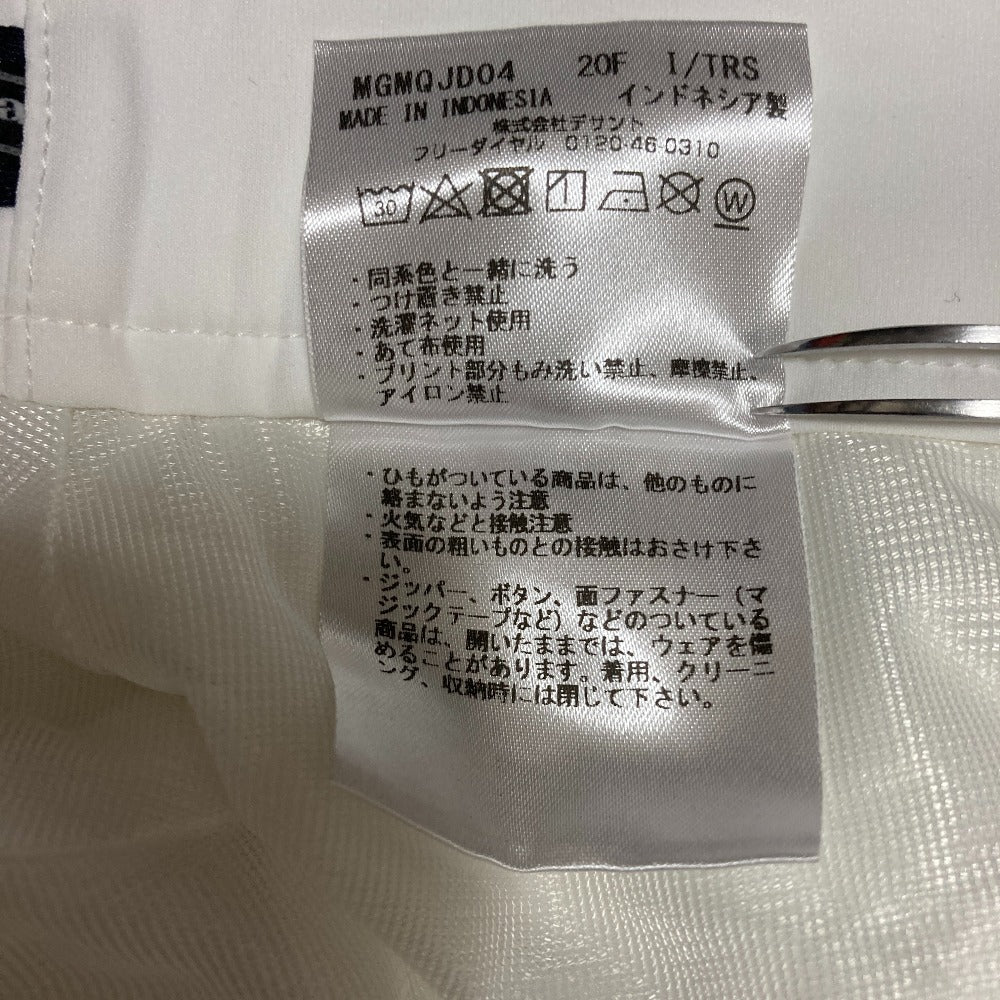 MGMQJD04 20F I/TRS
MADE IN INDONESIA インドネシア製
株式会社デサント
フリーダイヤル 0120-46-0310
30 W
・同系色と一緒に洗う
・つけ置き禁止
・洗濯ネット使用
・あて布使用
・プリント部分もみ洗い禁止、摩擦禁止、
アイロン禁止
・ひもがついている商品は、他のものに
絡まないよう注意
・火気などと接触注意
・表面の粗いものとの接触はおさけ下さ
い。
・ジッパー、ボタン、面ファスナー(マ
ジックテープなど)などのついている
商品は、開いたままでは、ウェアを傷
めることがあります。着用、クリーニ
ング、収納時には閉じて下さい。
a